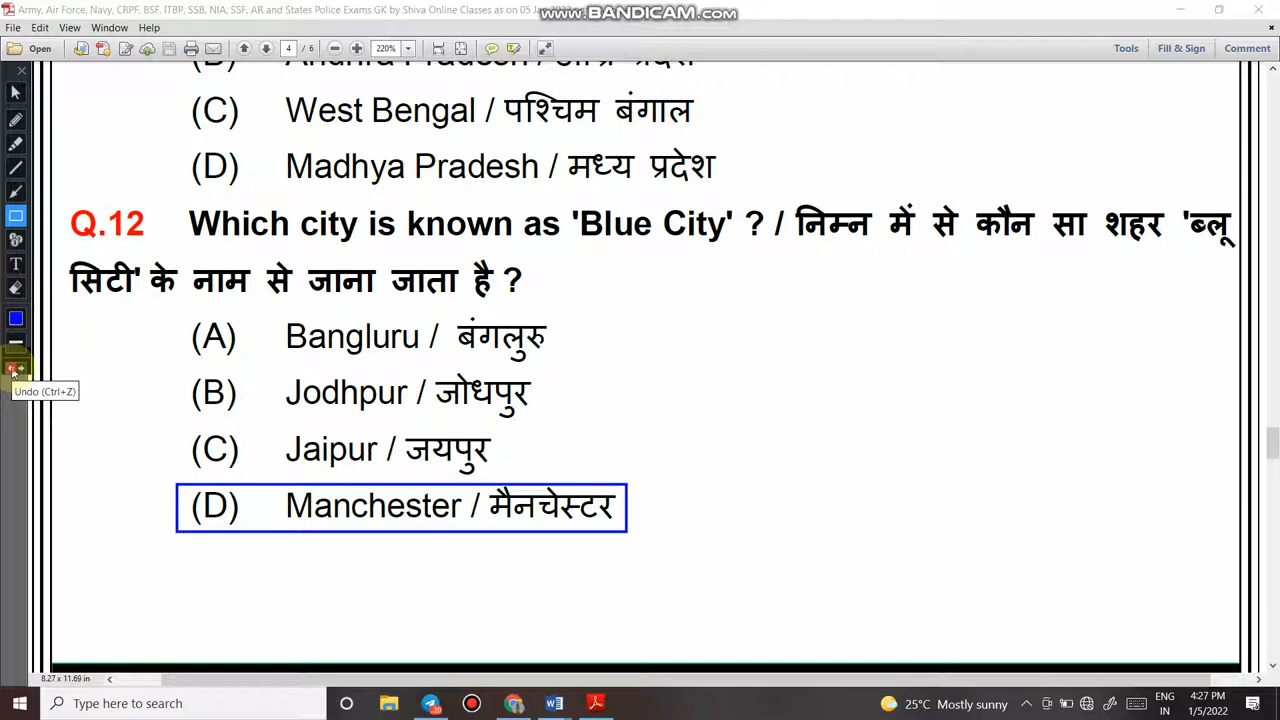 Army, Air Force, Navy, CRPF, BSF, ITBP, SSB, NIA, SSF, AR and States Police Exams GK by Shiva Online Classes as on 05
www.BANDICAM.com
File Edit View Window Help
Open 4 / 6 220% Tools Fill & Sign Comment
(C) West Bengal / पश्चिम बंगाल
(D) Madhya Pradesh / मध्य प्रदेश
Q.12 Which city is known as 'Blue City' ? / निम्न में से कौन सा शहर 'ब्लू
सिटी' के नाम से जाना जाता है ?
(A) Bangluru / बंगलुरु
(B) Jodhpur / जोधपुर
Undo (Ctrl+Z)
(C) Jaipur / जयपुर
(D) Manchester / मैनचेस्टर
8.27 x 11.69 in
Type here to search
20
25°C Mostly sunny
ENG
IN
4:27 PM
1/5/2022